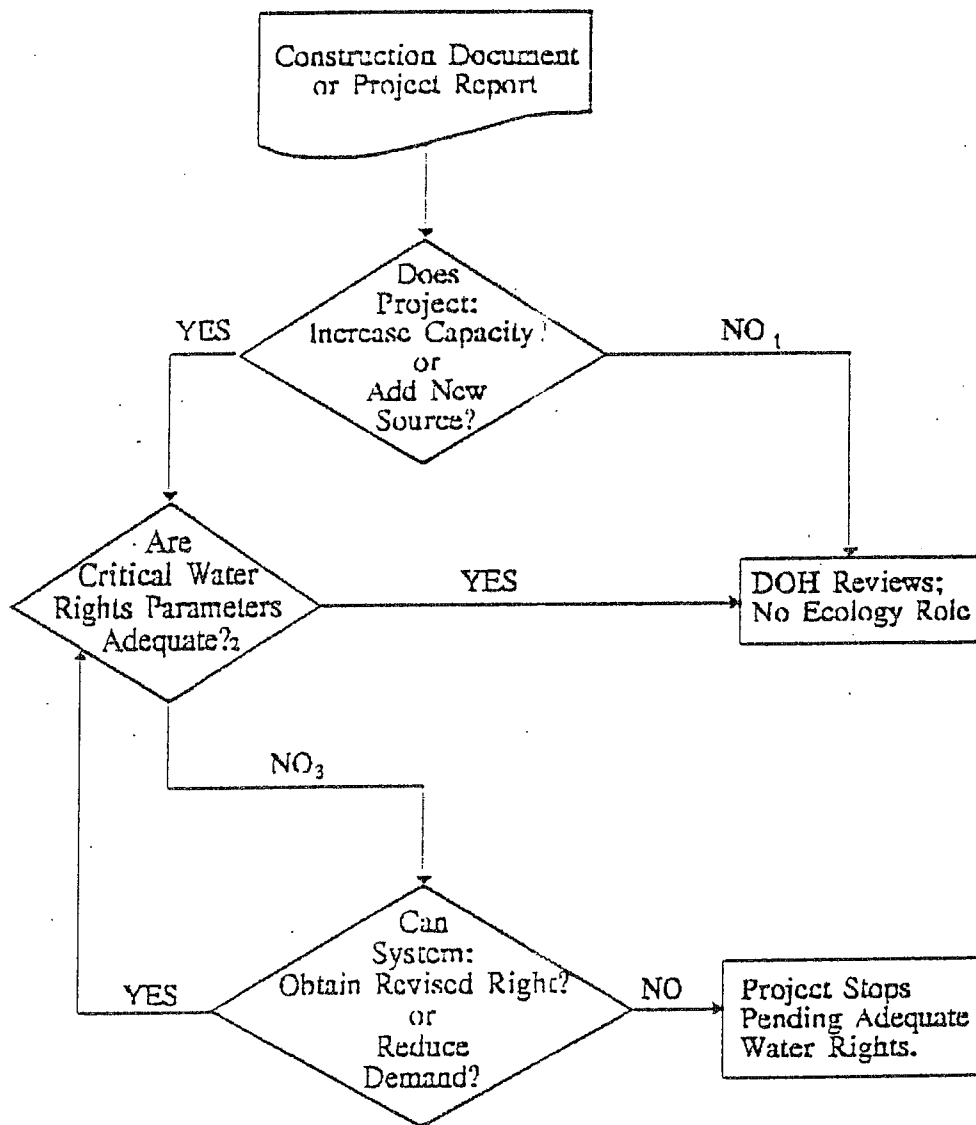 Construction Document
or Project Report
Does
Project:
Increase Capacity
or
Add New
Source?
YES
NO₁
Are
Critical Water
Rights Parameters
Adequate?₂
YES
DOH Reviews;
No Ecology Role
NO₃
Can
System:
Obtain Revised Right?
or
Reduce
Demand?
YES
NO
Project Stops
Pending Adequate
Water Rights.